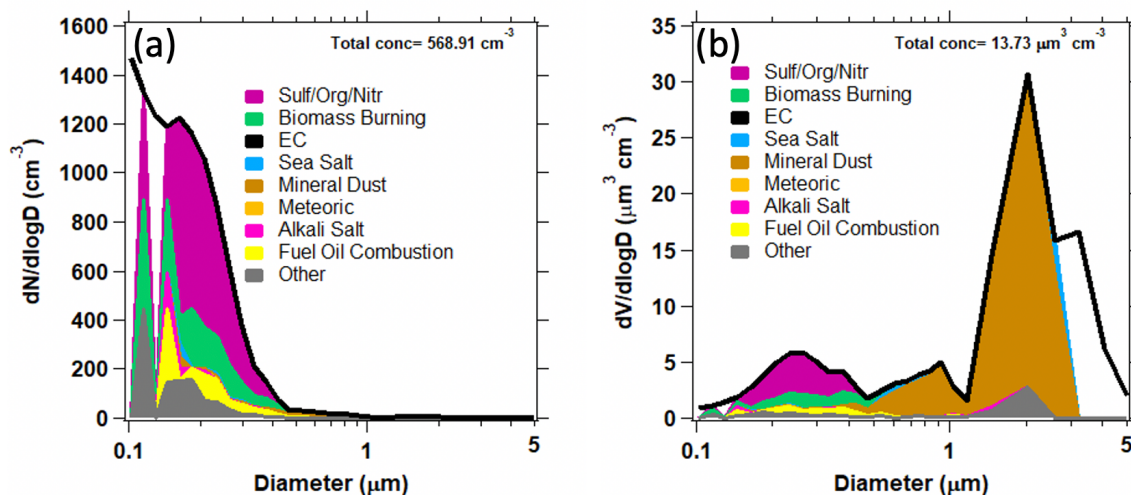 (a)
Total conc= 568.91 cm⁻³
1600
1400
1200
1000
800
600
400
200
0
dN/dlogD (cm⁻³)
Sulf/Org/Nitr
Biomass Burning
EC
Sea Salt
Mineral Dust
Meteoric
Alkali Salt
Fuel Oil Combustion
Other
0.1
1
5
Diameter (μm)
(b)
Total conc= 13.73 μm³ cm⁻³
35
30
25
20
15
10
5
0
dV/dlogD (μm³ cm⁻³)
Sulf/Org/Nitr
Biomass Burning
EC
Sea Salt
Mineral Dust
Meteoric
Alkali Salt
Fuel Oil Combustion
Other
0.1
1
5
Diameter (μm)